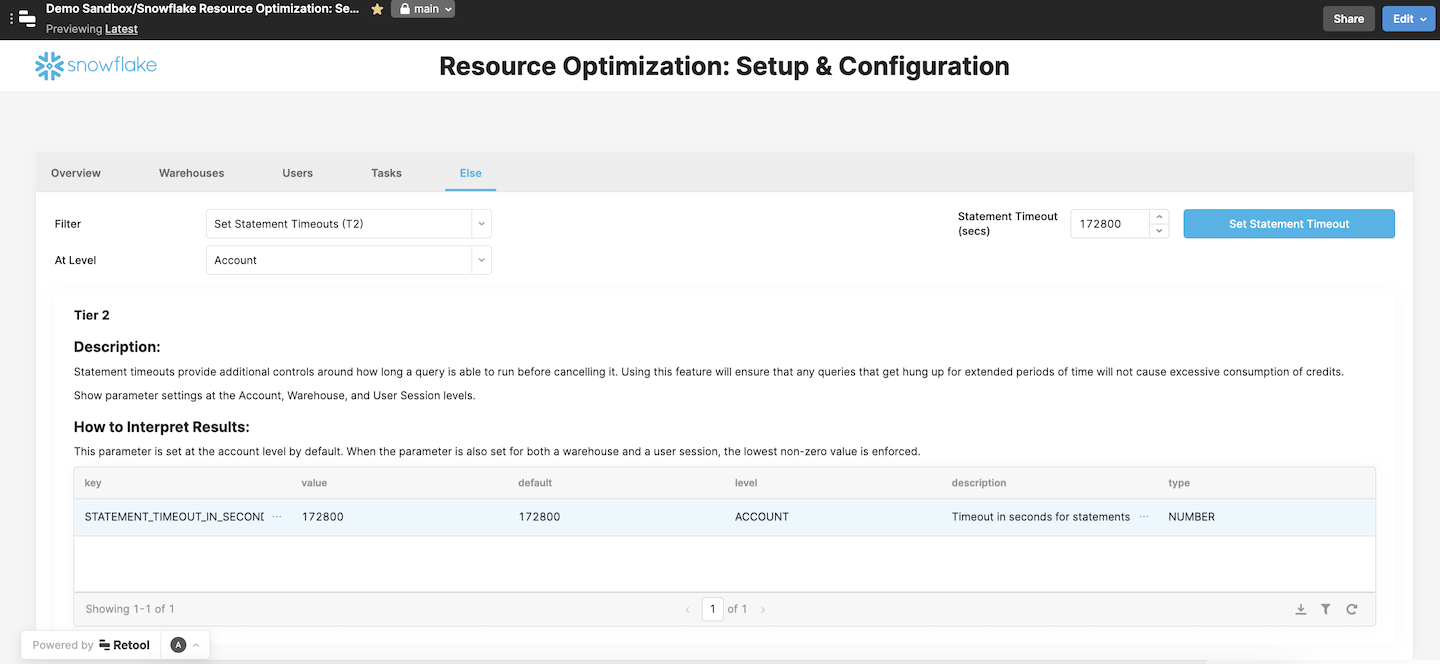 Demo Sandbox/Snowflake Resource Optimization: Se...
main
Previewing Latest
Share
Edit
snowflake
Resource Optimization: Setup & Configuration
Overview
Warehouses
Users
Tasks
Else
Filter
Set Statement Timeouts (T2)
Statement Timeout
(secs)
172800
Set Statement Timeout
At Level
Account
Tier 2
Description:
Statement timeouts provide additional controls around how long a query is able to run before cancelling it. Using this feature will ensure that any queries that get hung up for extended periods of time will not cause excessive consumption of credits.
Show parameter settings at the Account, Warehouse, and User Session levels.
How to Interpret Results:
This parameter is set at the account level by default. When the parameter is also set for both a warehouse and a user session, the lowest non-zero value is enforced.
key value default level description type
STATEMENT_TIMEOUT_IN_SECOND ··· 172800 172800 ACCOUNT Timeout in seconds for statements ··· NUMBER
Showing 1-1 of 1
1 of 1
Powered by Retool
A